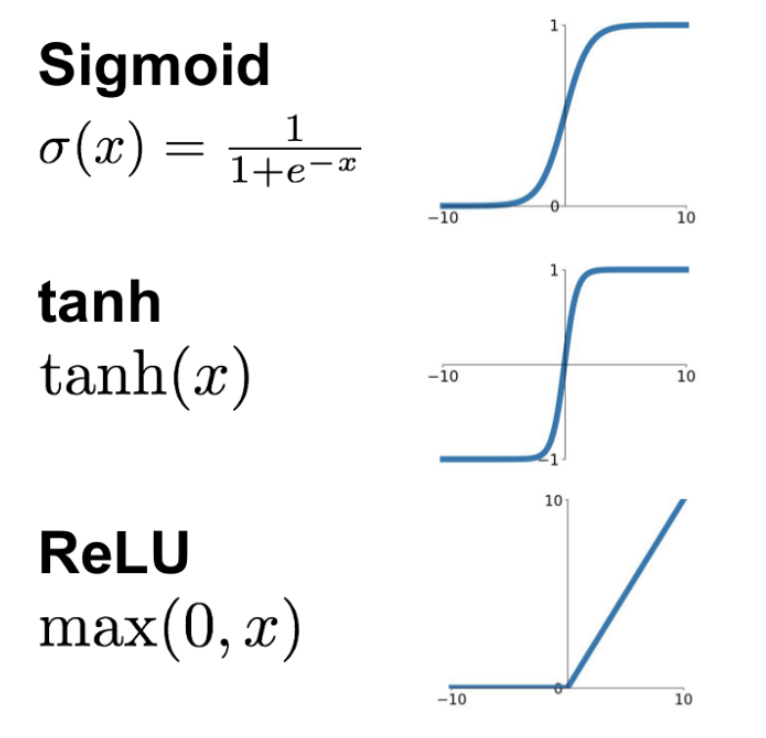 Sigmoid
σ(x) = 1/(1+e^{-x})
1
0
−10
10
tanh
tanh(x)
1
−10
10
−1
ReLU
max(0, x)
10
0
−10
10